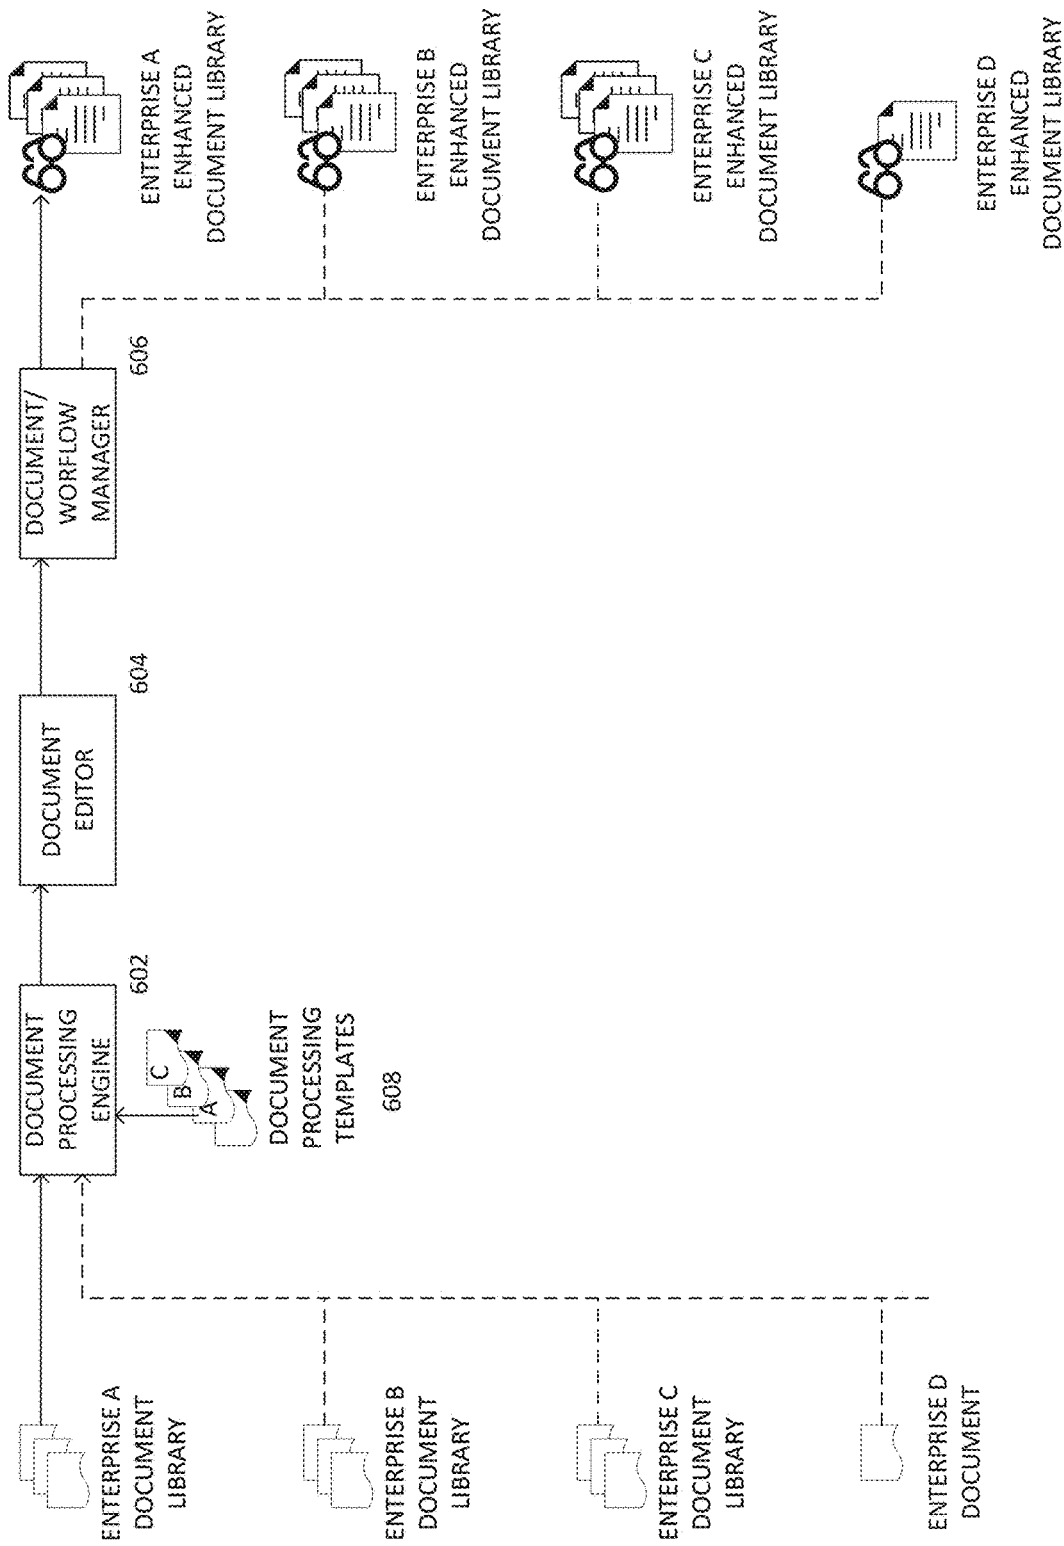 ENTERPRISE A
DOCUMENT
LIBRARY
ENTERPRISE B
DOCUMENT
LIBRARY
ENTERPRISE C
DOCUMENT
LIBRARY
ENTERPRISE D
DOCUMENT
DOCUMENT
PROCESSING
ENGINE
602
A
B
C
DOCUMENT
PROCESSING
TEMPLATES
608
DOCUMENT
EDITOR
604
DOCUMENT/
WORFLOW
MANAGER
606
ENTERPRISE A
ENHANCED
DOCUMENT LIBRARY
ENTERPRISE B
ENHANCED
DOCUMENT LIBRARY
ENTERPRISE C
ENHANCED
DOCUMENT LIBRARY
ENTERPRISE D
ENHANCED
DOCUMENT LIBRARY